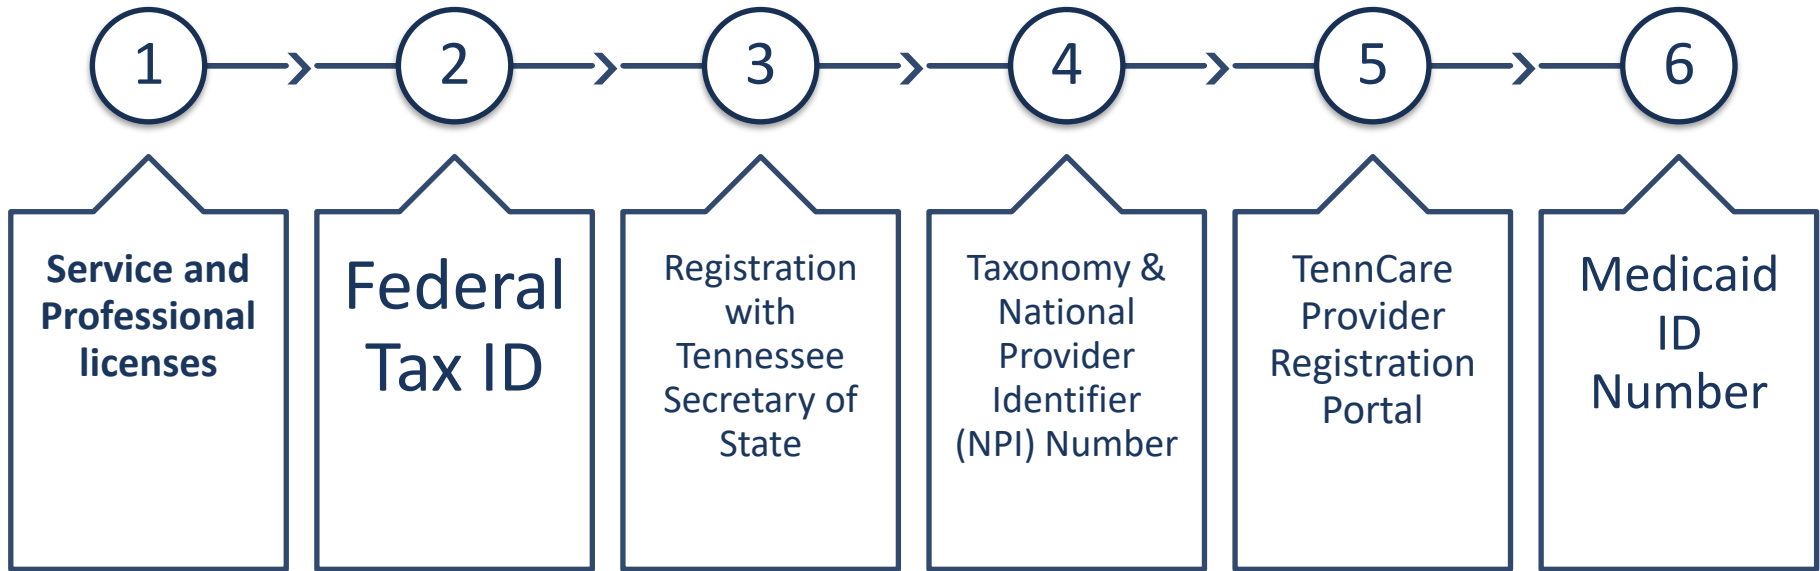 1
2
3
4
5
6
Service and
Professional
licenses
Federal
Tax ID
Registration
with
Tennessee
Secretary of
State
Taxonomy &
National
Provider
Identifier
(NPI) Number
TennCare
Provider
Registration
Portal
Medicaid
ID
Number